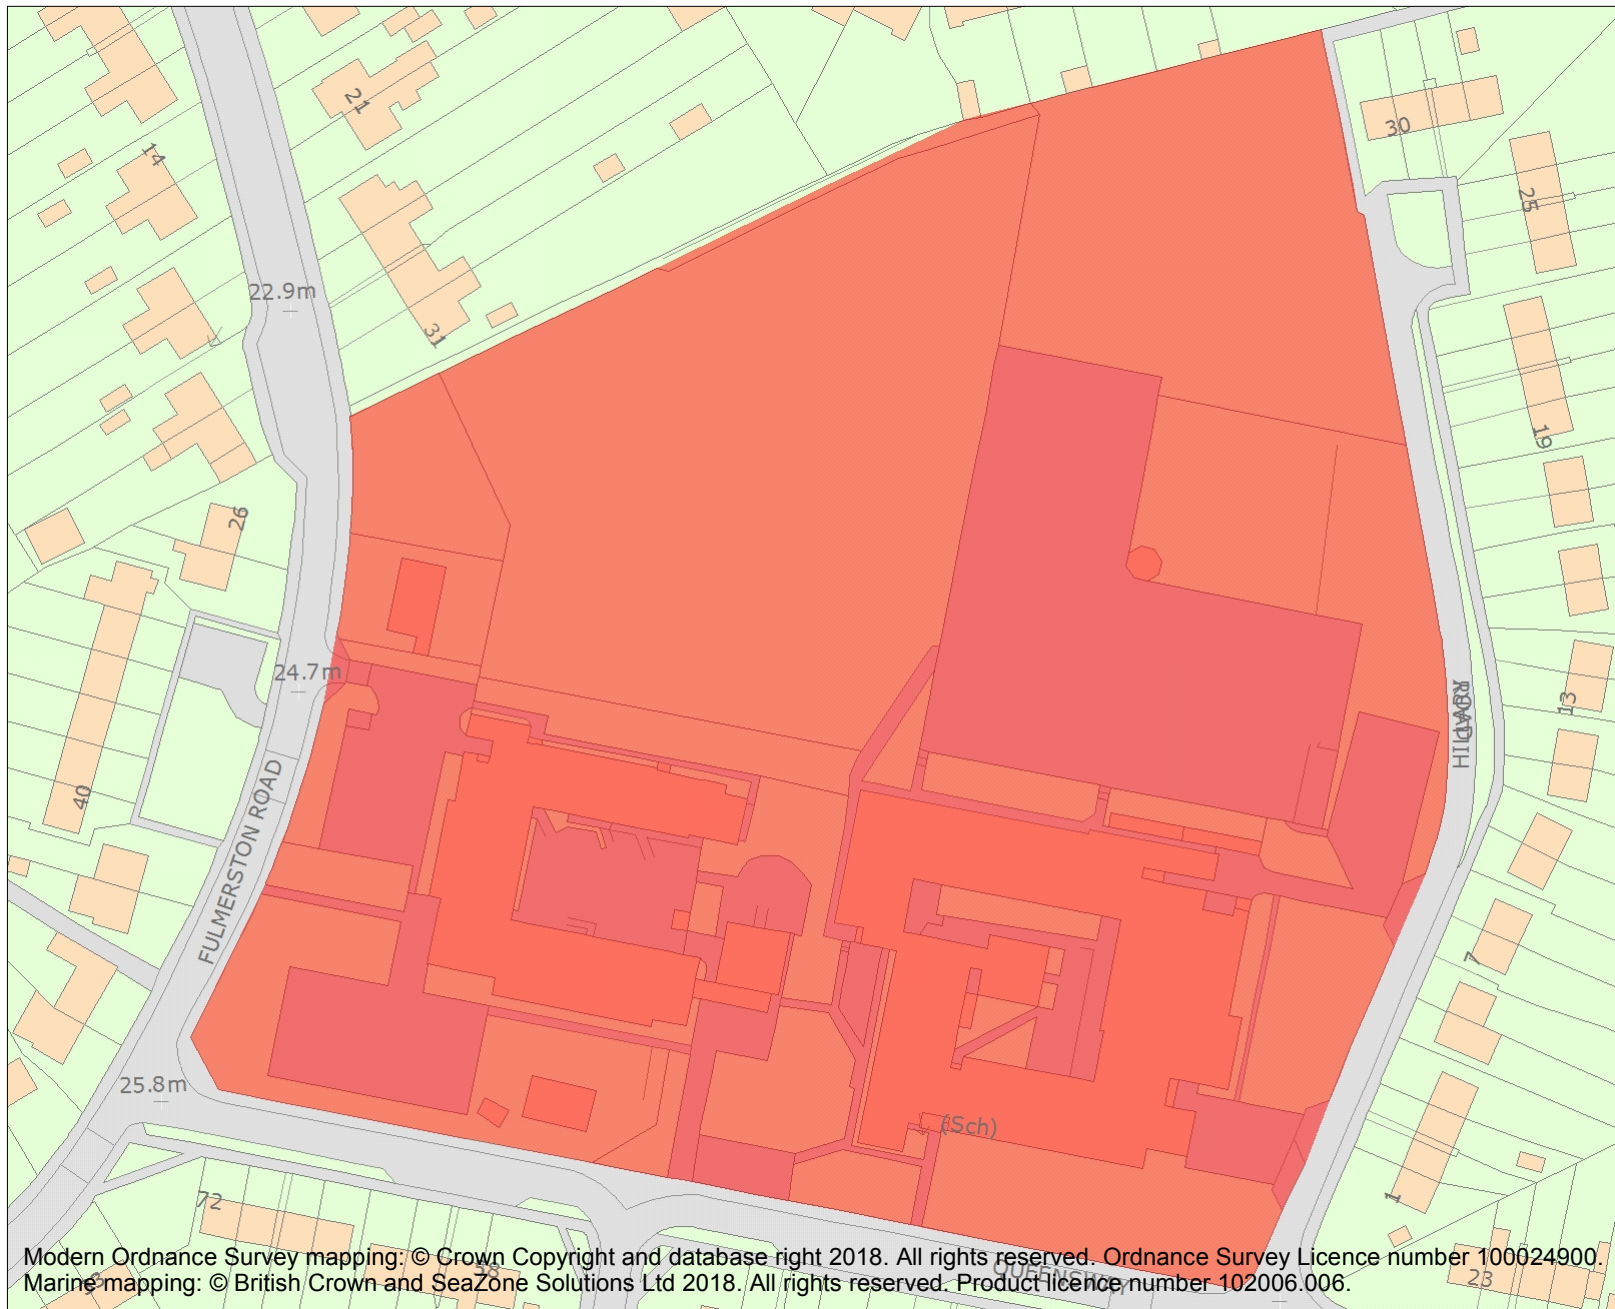 21
14
30
25
22.9m
31
19
26
24.7m
13
ROAD
40
FULMERSTON ROAD
7
25.8m
(Sch)
1
72
58
QUEENSWAY
23
Modern Ordnance Survey mapping: © Crown Copyright and database right 2018. All rights reserved. Ordnance Survey Licence number 100024900.
Marine mapping: © British Crown and SeaZone Solutions Ltd 2018. All rights reserved. Product licence number 102006.006.